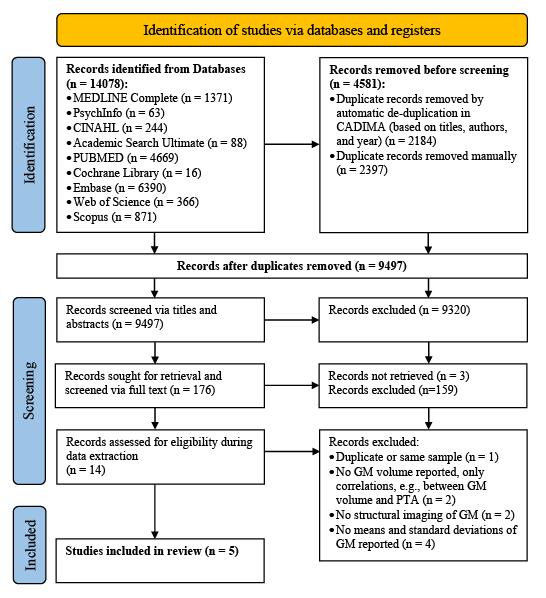 Identification of studies via databases and registers
Identification
Records identified from Databases
(n = 14078)
•MEDLINE Complete (n = 1371)
•PsychInfo (n = 63)
•CINAHL (n = 244)
•Academic Search Ultimate (n = 88)
•PUBMED (n = 4669)
•Cochrane Library (n = 16)
•Embase (n = 6390)
•Web of Science (n = 366)
•Scopus (n = 871)
Records removed before screening
(n = 4581)
•Duplicate records removed by
automatic de-duplication in
CADIMA (based on titles, authors,
and year) (n = 2184)
•Duplicate records removed manually
(n = 2397)
Records after duplicates removed (n = 9497)
Screening
Records screened via titles and
abstracts (n = 9497)
Records excluded (n = 9320)
Records sought for retrieval and
screened via full text (n = 176)
Records not retrieved (n = 3)
Records excluded (n=159)
Records assessed for eligibility during
data extraction
(n = 14)
Records excluded:
•Duplicate or same sample (n = 1)
•No GM volume reported, only
correlations, e.g., between GM
volume and PTA (n = 2)
•No structural imaging of GM (n = 2)
•No means and standard deviations of
GM reported (n = 4)
Included
Studies included in review (n = 5)